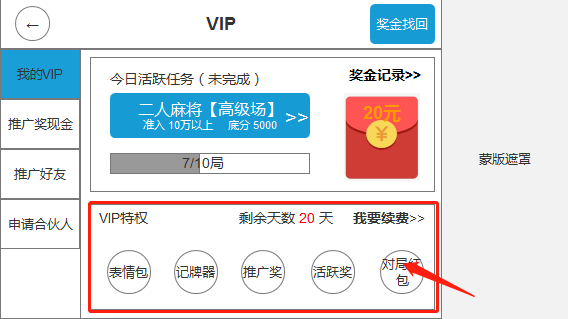 ←
VIP
奖金找回
我的VIP
推广奖现金
推广好友
申请合伙人
今日活跃任务（未完成）
奖金记录>>
二人麻将【高级场】
准入 10万以上 底分 5000
>>
20元
¥
7/10局
VIP特权
剩余天数 20 天
我要续费>>
表情包
记牌器
推广奖
活跃奖
对局红
包
蒙版遮罩